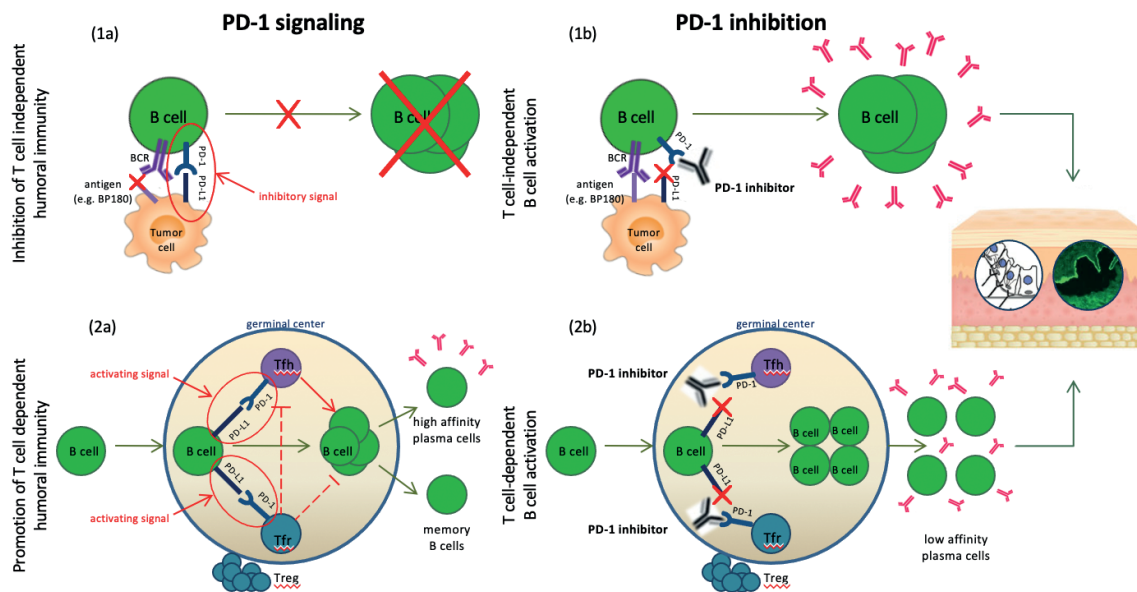 PD-1 signaling
PD-1 inhibition
(1a)
Inhibition of T cell independent
humoral immunity
B cell
B cell
BCR
PD-1
PD-L1
antigen
(e.g. BP180)
inhibitory signal
Tumor
cell
(1b)
T cell-independent
B cell activation
B cell
B cell
BCR
PD-1
PD-L1
antigen
(e.g. BP180)
PD-1 inhibitor
Tumor
cell
(2a)
Promotion of T cell dependent
humoral immunity
germinal center
activating signal
Tfh
PD-1
PD-L1
B cell
B cell
B cell
PD-L1
PD-1
activating signal
Tfr
Treg
high affinity
plasma cells
memory
B cells
(2b)
T cell-dependent
B cell activation
germinal center
PD-1 inhibitor
Tfh
PD-1
PD-L1
B cell
B cell
B cell B cell
B cell B cell
PD-L1
PD-1
PD-1 inhibitor
Tfr
Treg
low affinity
plasma cells